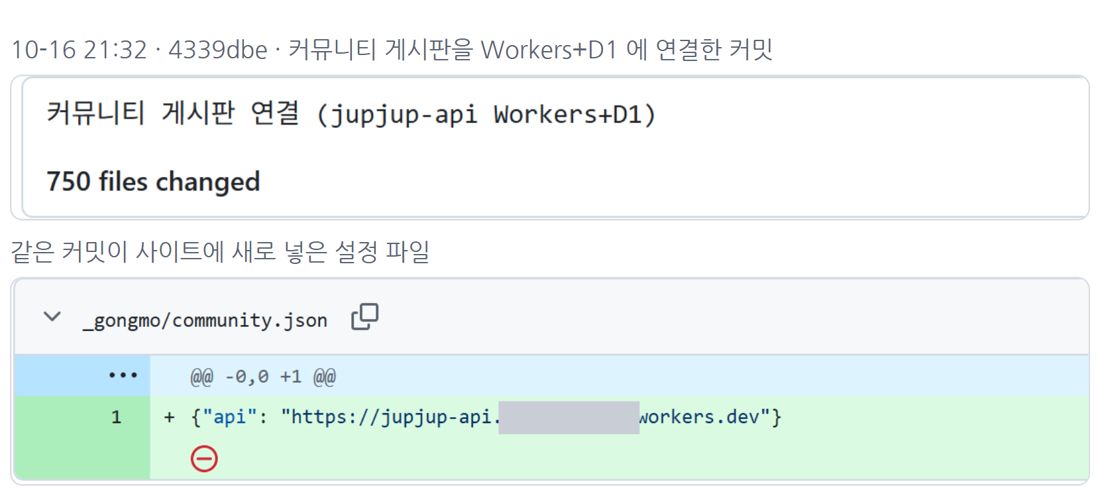 10-16 21:32 · 4339dbe · 커뮤니티 게시판을 Workers+D1 에 연결한 커밋
커뮤니티 게시판 연결 (jupjup-api Workers+D1)
750 files changed
같은 커밋이 사이트에 새로 넣은 설정 파일
_gongmo/community.json
@@ -0,0 +1 @@
1 + {"api": "https://jupjup-api. workers.dev"}